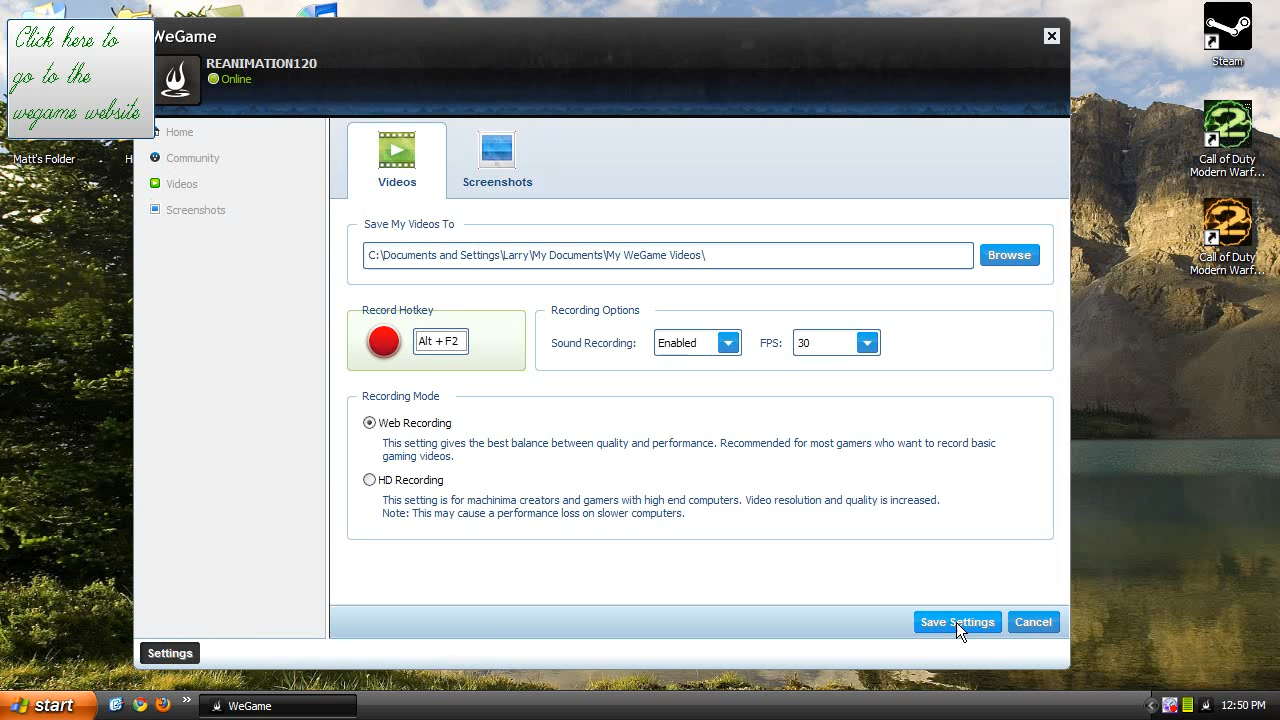 Click here to
go to the
wegame website
WeGame
REANIMATION120
Online
Steam
Matt's Folder
H
Home
Community
Videos
Screenshots
Videos
Screenshots
Call of Duty
Modern Warf...
Call of Duty
Modern Warf...
Save My Videos To
C:\Documents and Settings\Larry\My Documents\My WeGame Videos\
Browse
Record Hotkey
Alt + F2
Recording Options
Sound Recording:
Enabled
FPS:
30
Recording Mode
Web Recording
This setting gives the best balance between quality and performance. Recommended for most gamers who want to record basic
gaming videos.
HD Recording
This setting is for machinima creators and gamers with high end computers. Video resolution and quality is increased.
Note: This may cause a performance loss on slower computers.
Save Settings
Cancel
Settings
start
WeGame
12:50 PM